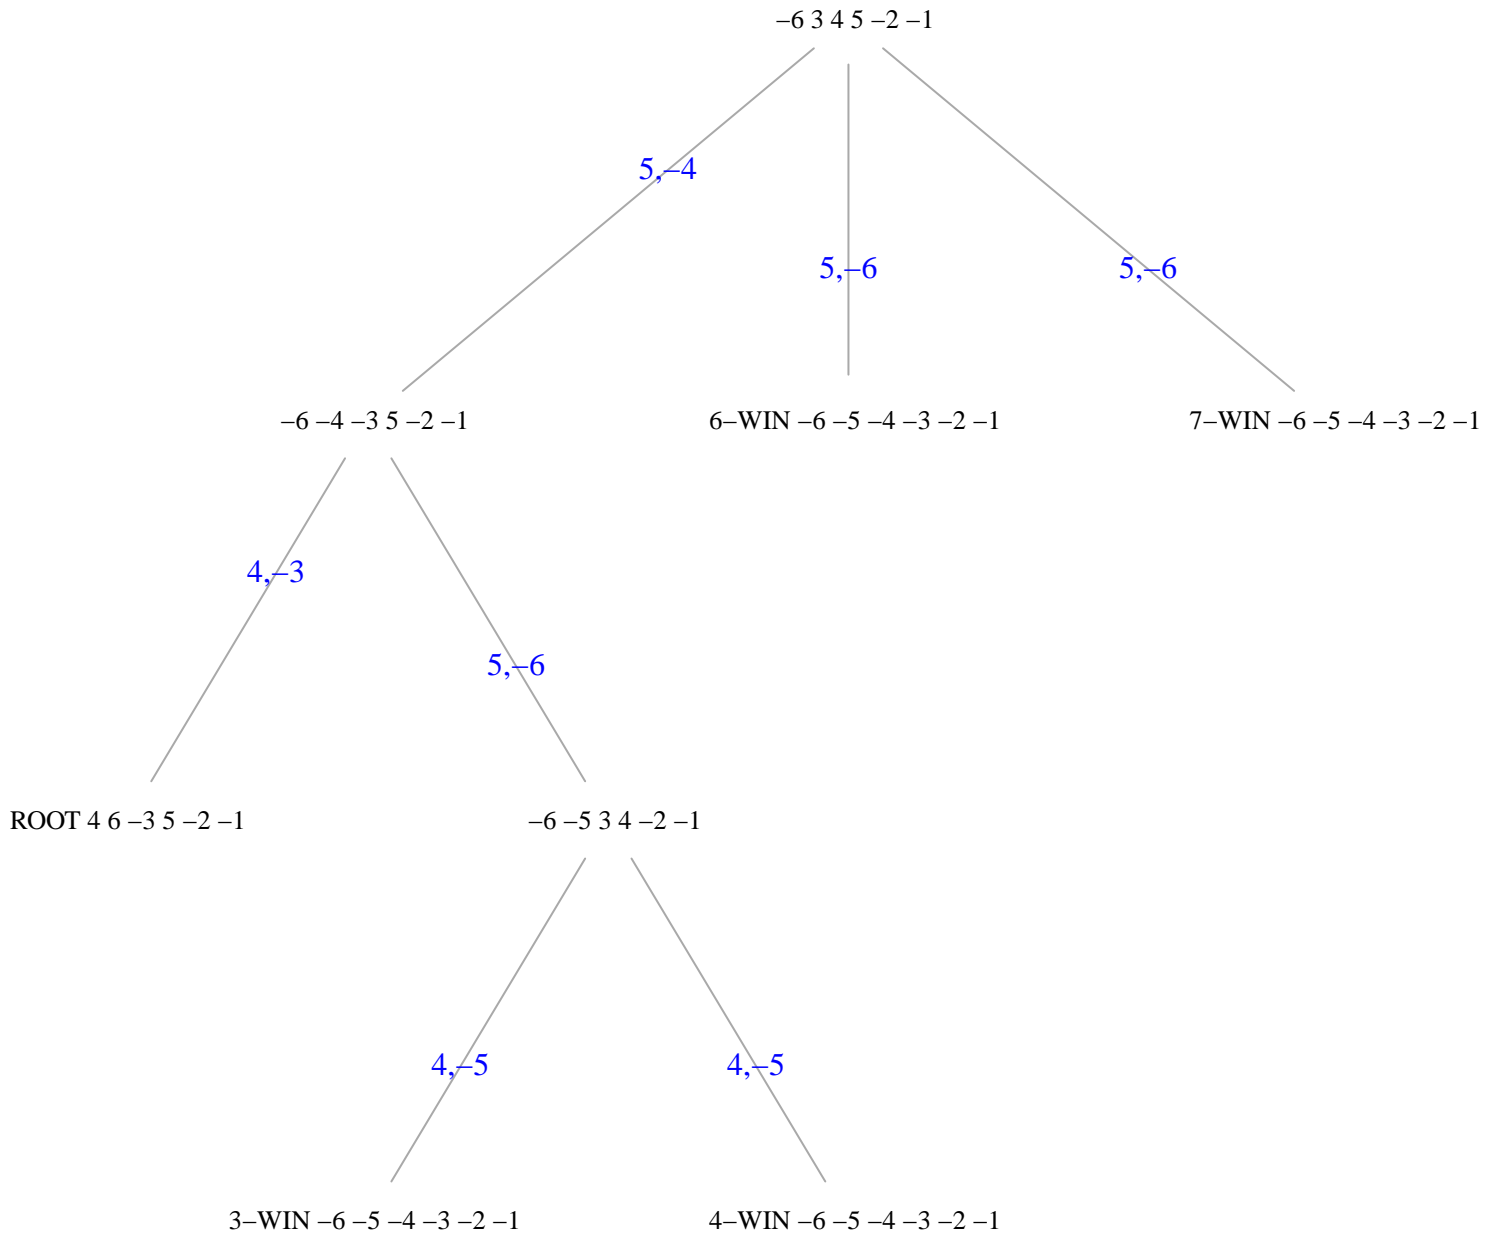 –6 3 4 5 –2 –1
5,–4
5,–6
5,–6
–6 –4 –3 5 –2 –1
6–WIN –6 –5 –4 –3 –2 –1
7–WIN –6 –5 –4 –3 –2 –1
4,–3
5,–6
ROOT 4 6 –3 5 –2 –1
–6 –5 3 4 –2 –1
4,–5
4,–5
3–WIN –6 –5 –4 –3 –2 –1
4–WIN –6 –5 –4 –3 –2 –1